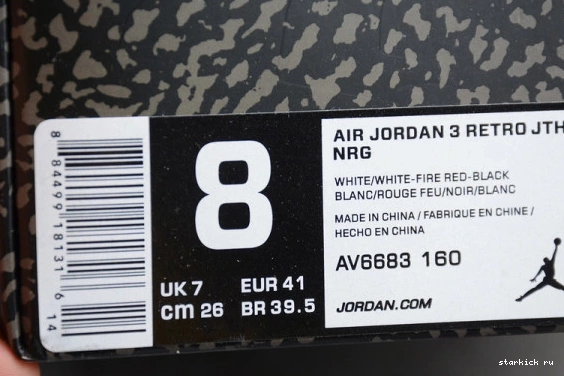 8 84499 18131 6 14
8
UK 7 EUR 41
cm 26 BR 39.5
AIR JORDAN 3 RETRO JTH
NRG
WHITE/WHITE-FIRE RED-BLACK
BLANC/ROUGE FEU/NOIR/BLANC
MADE IN CHINA / FABRIQUE EN CHINE /
HECHO EN CHINA
AV6683 160
JORDAN.COM
starkick ru